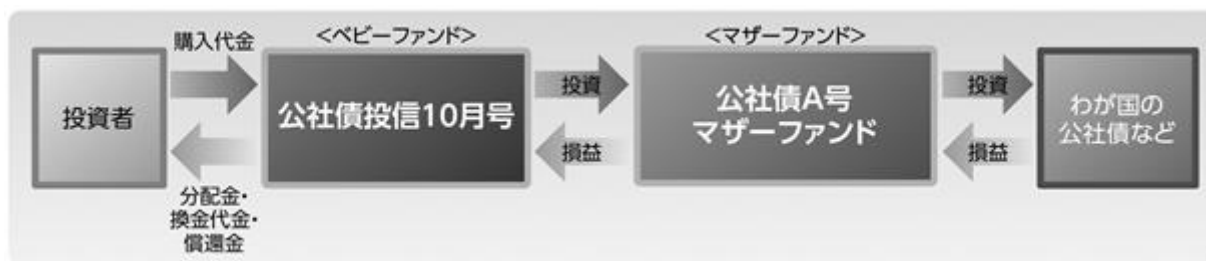 購入代金
<ベビーファンド>
<マザーファンド>
投資者
公社債投信10月号
投資
公社債A号
マザーファンド
投資
わが国の
公社債など
損益
損益
分配金・
換金代金・
償還金